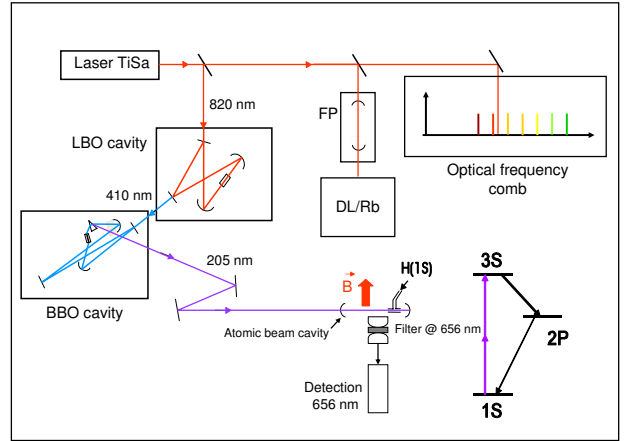 Laser TiSa
820 nm
FP
LBO cavity
Optical frequency
comb
DL/Rb
410 nm
205 nm
BBO cavity
B
H(1S)
Atomic beam cavity
Filter @ 656 nm
Detection
656 nm
3S
2P
1S